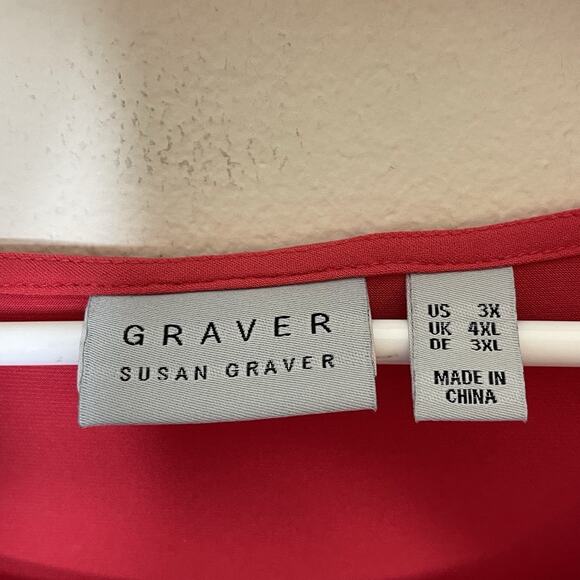 GRAVER
SUSAN GRAVER
US 3X
UK 4XL
DE 3XL
MADE IN
CHINA